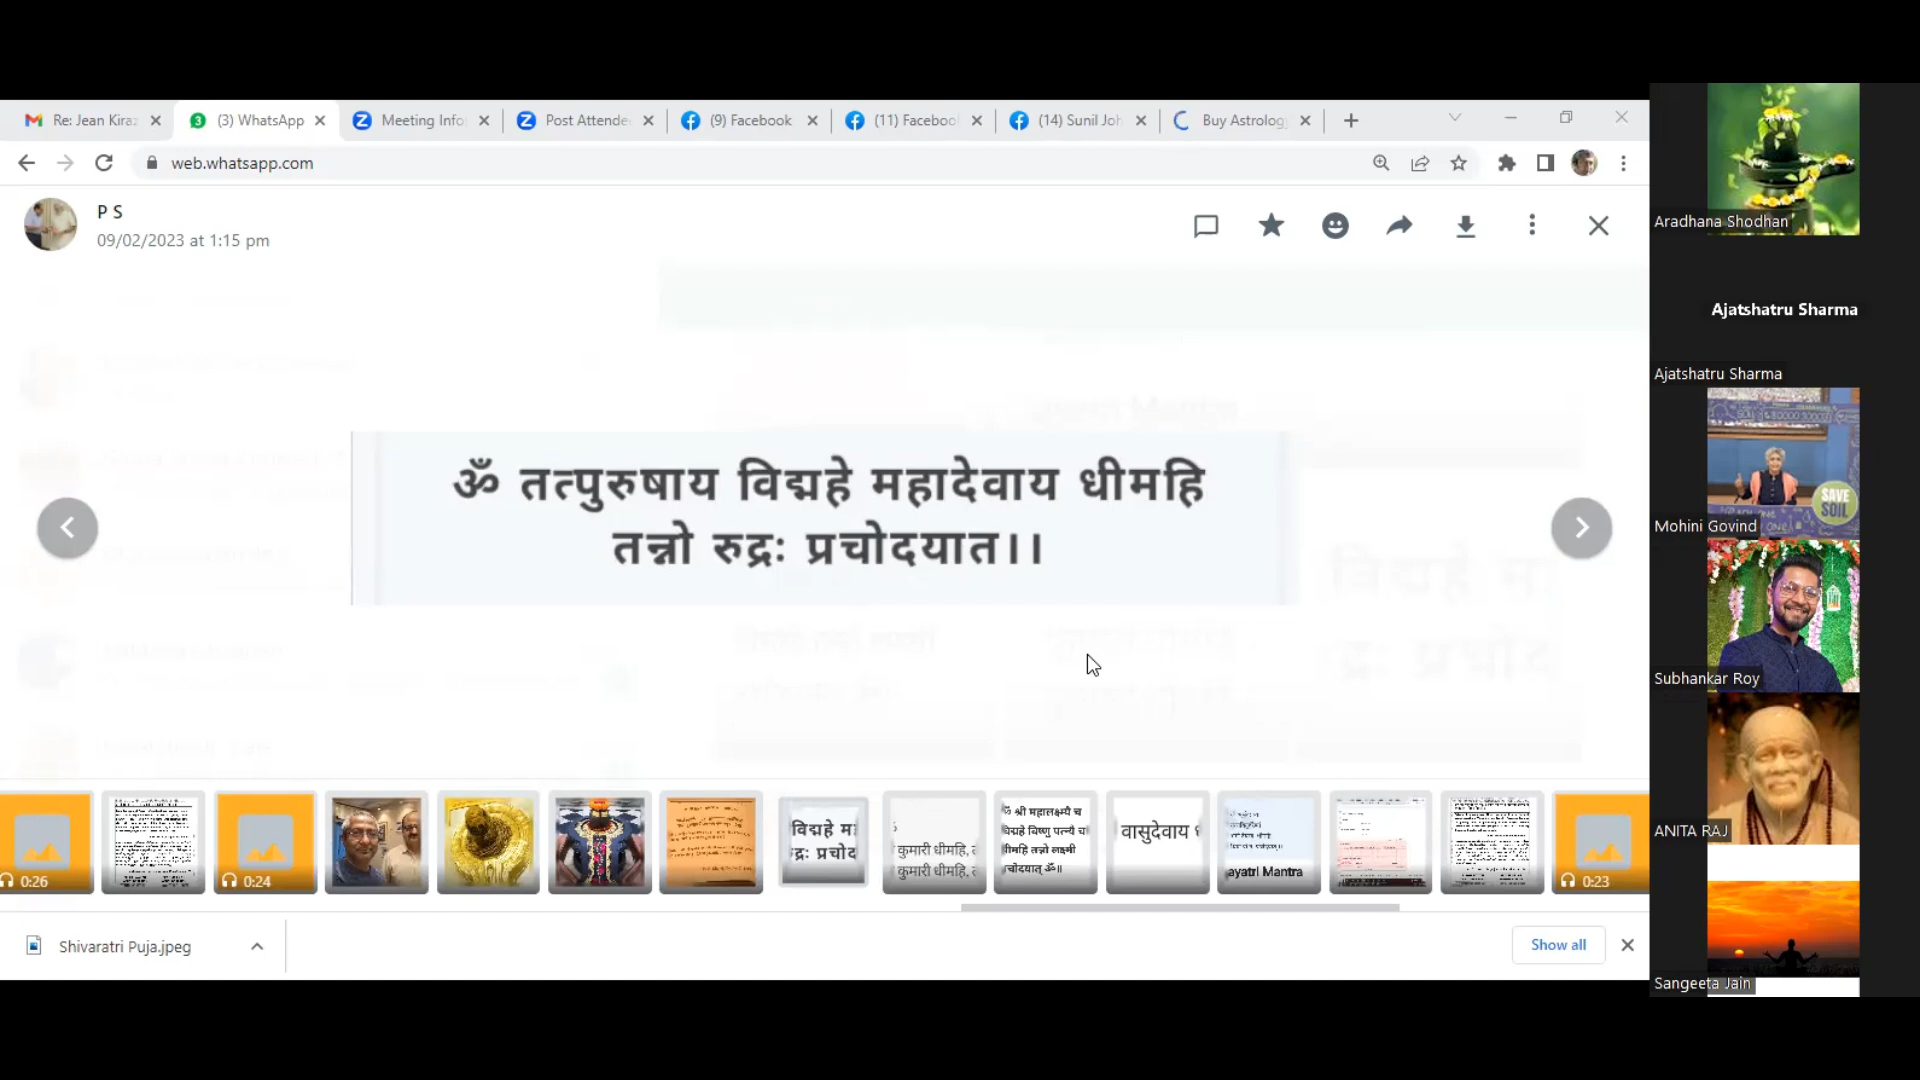 Re: Jean Kiraz
(3) WhatsApp
Meeting Info
Post Attende
(9) Facebook
(11) Faceboo
(14) Sunil Joh
Buy Astrolog
web.whatsapp.com
P S
09/02/2023 at 1:15 pm
ॐ तत्पुरुषाय विद्महे महादेवाय धीमहि
तन्नो रुद्रः प्रचोदयात।।
0:26
0:24
विद्महे म
द्रः प्रचोद
कुमारी धीमहि,
कुमारी धीमहि,
ॐ श्री महालक्ष्म्यै च
विद्महे विष्णु पत्न्यै च
धीमहि तन्नो लक्ष्मी
प्रचोदयात् ॐ॥
वासुदेवाय
ayatri Mantra
0:23
Shivaratri Puja.jpeg
Show all
Aradhana Shodhan
Ajatshatru Sharma
Ajatshatru Sharma
SAVE
SOIL
Mohini Govind
Subhankar Roy
ANITA RAJ
Sangeeta Jain